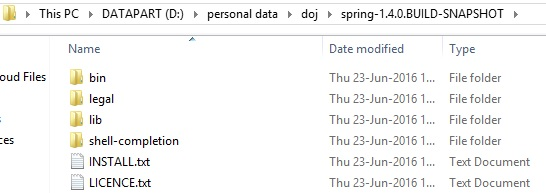 This PC DATAPART (D:) personal data doj spring-1.4.0.BUILD-SNAPSHOT
Name Date modified Type
oud Files
bin Thu 23-Jun-2016 1... File folder
legal Thu 23-Jun-2016 1... File folder
lib Thu 23-Jun-2016 1... File folder
shell-completion Thu 23-Jun-2016 1... File folder
ces
INSTALL.txt Thu 23-Jun-2016 1... Text Document
LICENCE.txt Thu 23-Jun-2016 1... Text Document